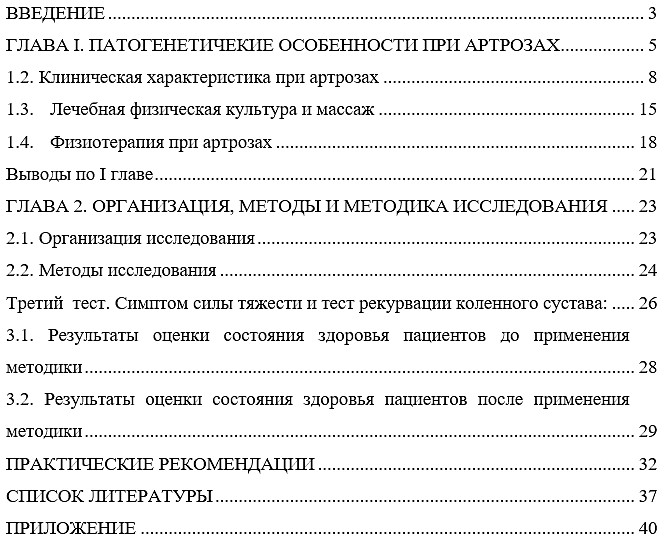 ВВЕДЕНИЕ ... 3
ГЛАВА I. ПАТОГЕНЕТИЧЕКИЕ ОСОБЕННОСТИ ПРИ АРТРОЗАХ ... 5
1.2. Клиническая характеристика при артрозах ... 8
1.3. Лечебная физическая культура и массаж ... 15
1.4. Физиотерапия при артрозах ... 18
Выводы по I главе ... 21
ГЛАВА 2. ОРГАНИЗАЦИЯ, МЕТОДЫ И МЕТОДИКА ИССЛЕДОВАНИЯ ... 23
2.1. Организация исследования ... 23
2.2. Методы исследования ... 24
Третий тест. Симптом силы тяжести и тест рекурвации коленного сустава: ... 26
3.1. Результаты оценки состояния здоровья пациентов до применения
методики ... 28
3.2. Результаты оценки состояния здоровья пациентов после применения
методики ... 29
ПРАКТИЧЕСКИЕ РЕКОМЕНДАЦИИ ... 32
СПИСОК ЛИТЕРАТУРЫ ... 37
ПРИЛОЖЕНИЕ ... 40